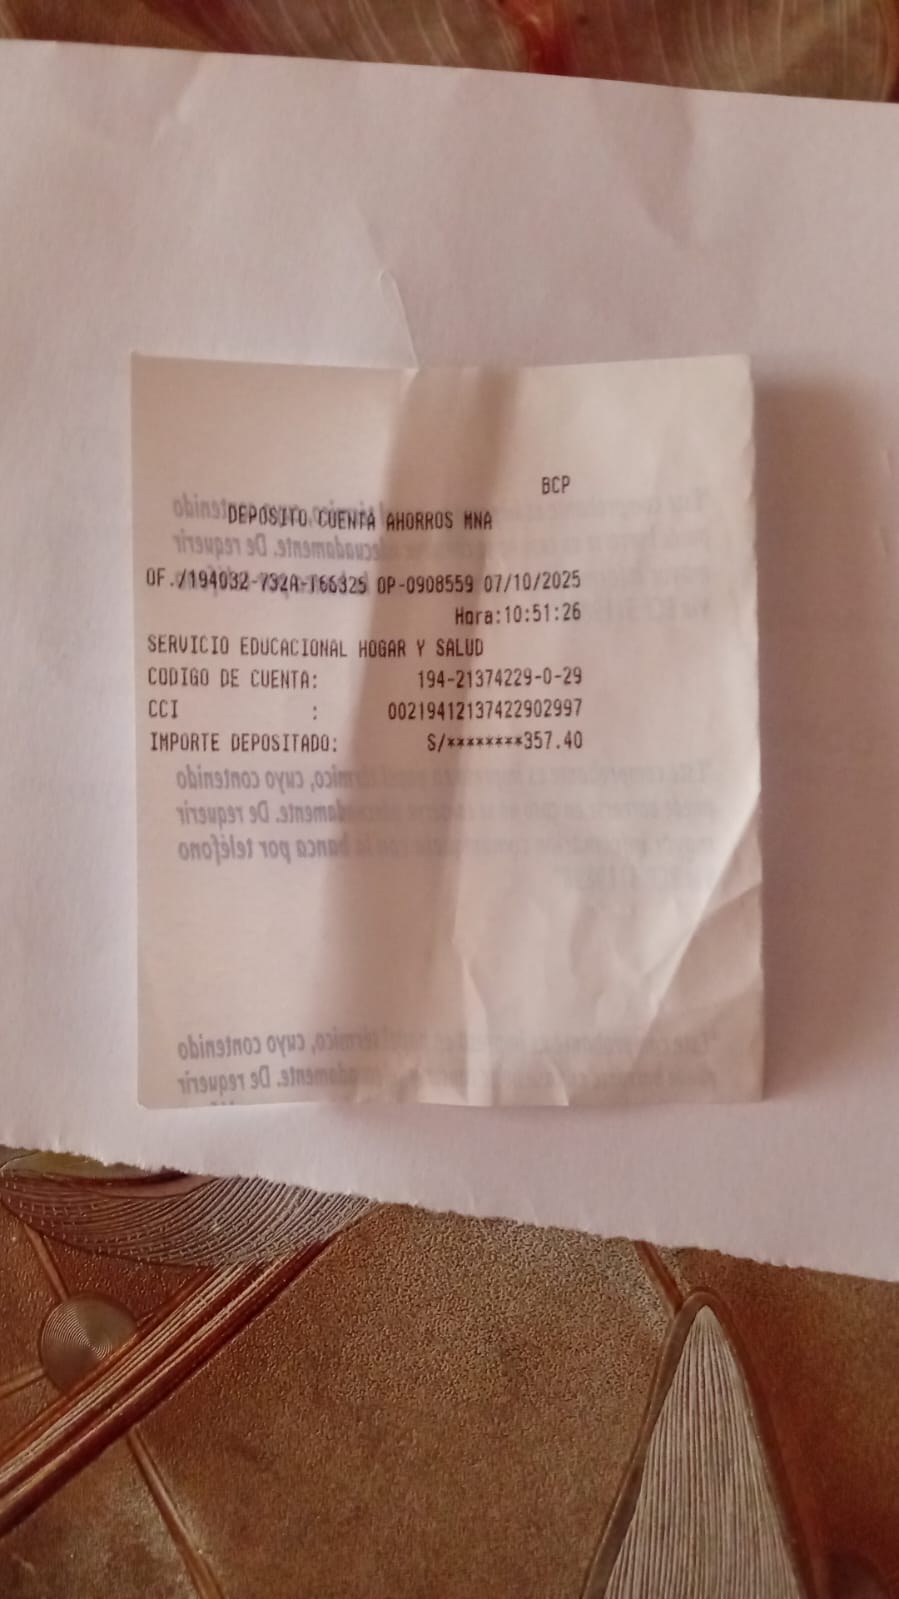 BCP
DEPOSITO CUENTA AHORROS MNA
OF./194032-732A-T66325 OP-0908559 07/10/2025
Hora:10:51:26
SERVICIO EDUCACIONAL HOGAR Y SALUD
CODIGO DE CUENTA: 194-21374229-0-29
CCI : 00219412137422902997
IMPORTE DEPOSITADO: S/********357.40